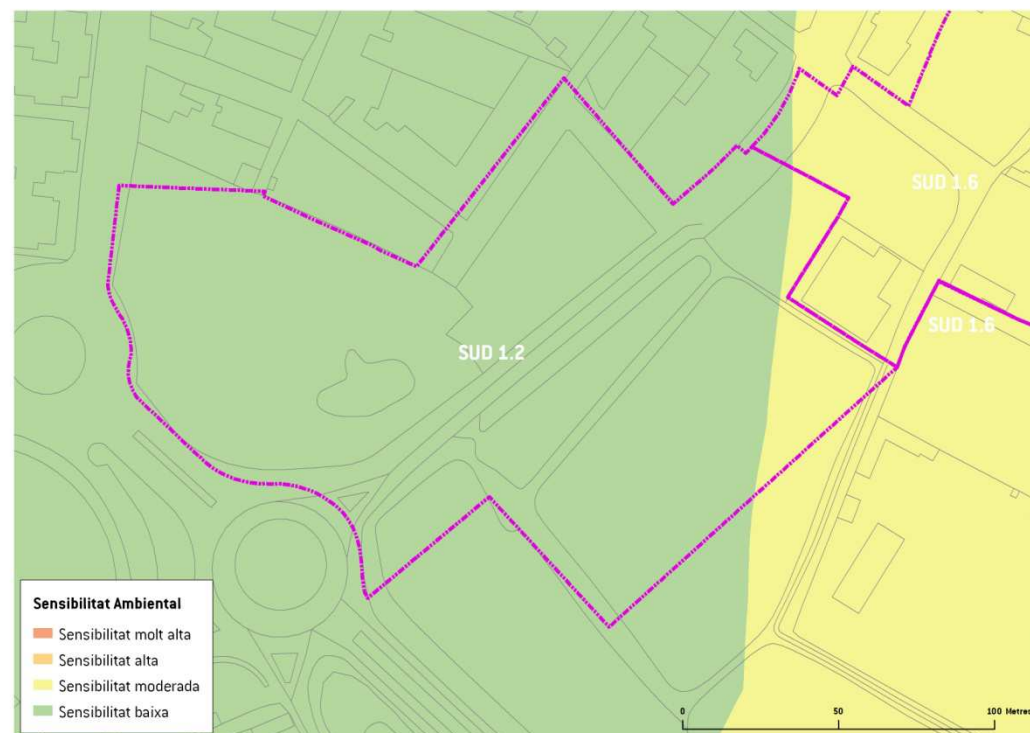 SUD 1.6
SUD 1.6
SUD 1.2
Sensibilitat Ambiental
Sensibilitat molt alta
Sensibilitat alta
Sensibilitat moderada
Sensibilitat baixa
0 50 100 Metres